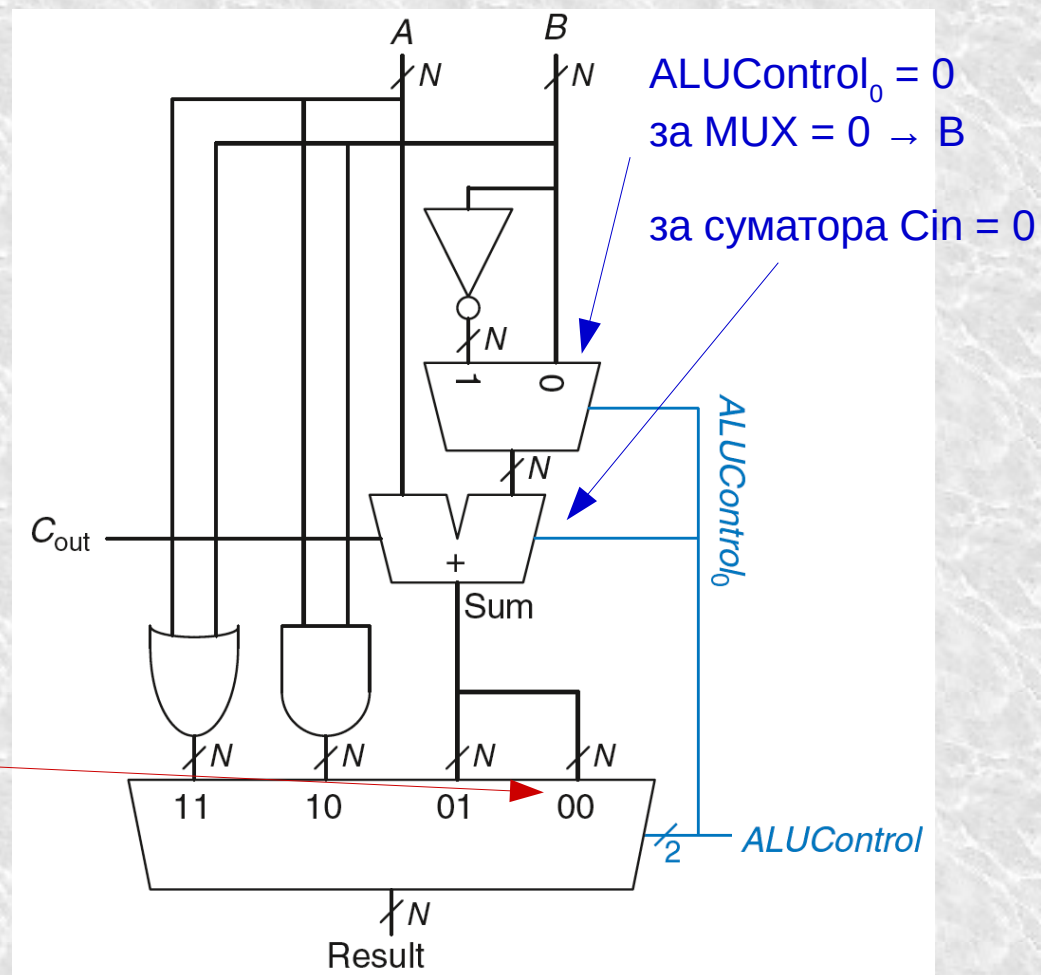 A
B
N
N
ALUControl₀ = 0
за MUX = 0 → B
за суматора Cin = 0
N
1
0
ALUControl₀
N
Cout
+
Sum
N
N
N
N
11
10
01
00
2
ALUControl
N
Result